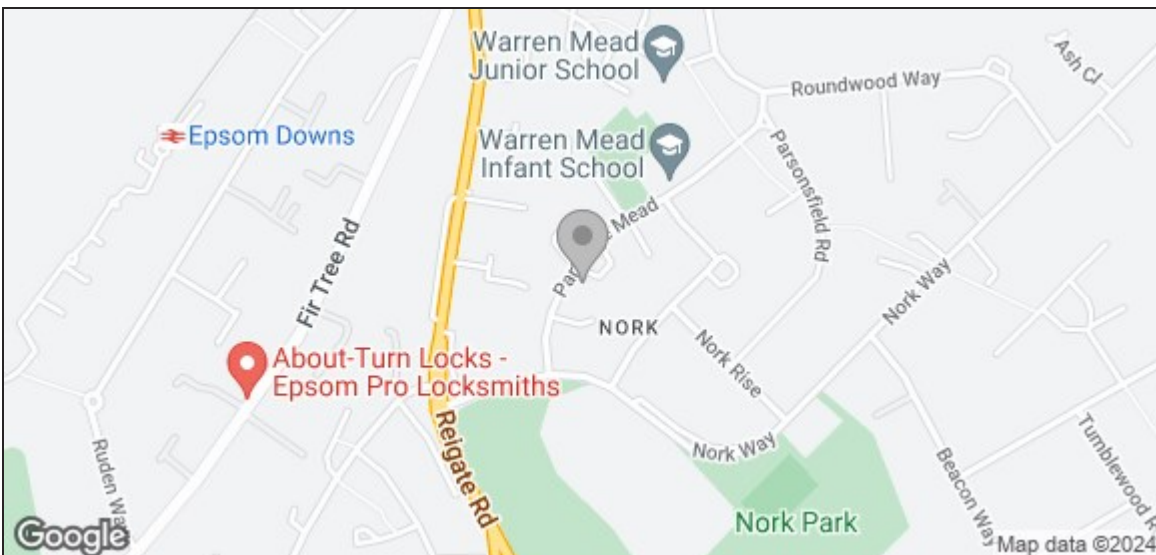 Warren Mead
Junior School
Ash Cl
Roundwood Way
Epsom Downs
Warren Mead
Infant School
Parsonsfield Rd
Mead
Fir Tree Rd
Nork Way
NORK
Nork Rise
About-Turn Locks -
Epsom Pro Locksmiths
Reigate Rd
Nork Way
Ruden Way
Beacon Way
Tumblewood R
Nork Park
Google
Map data ©2024